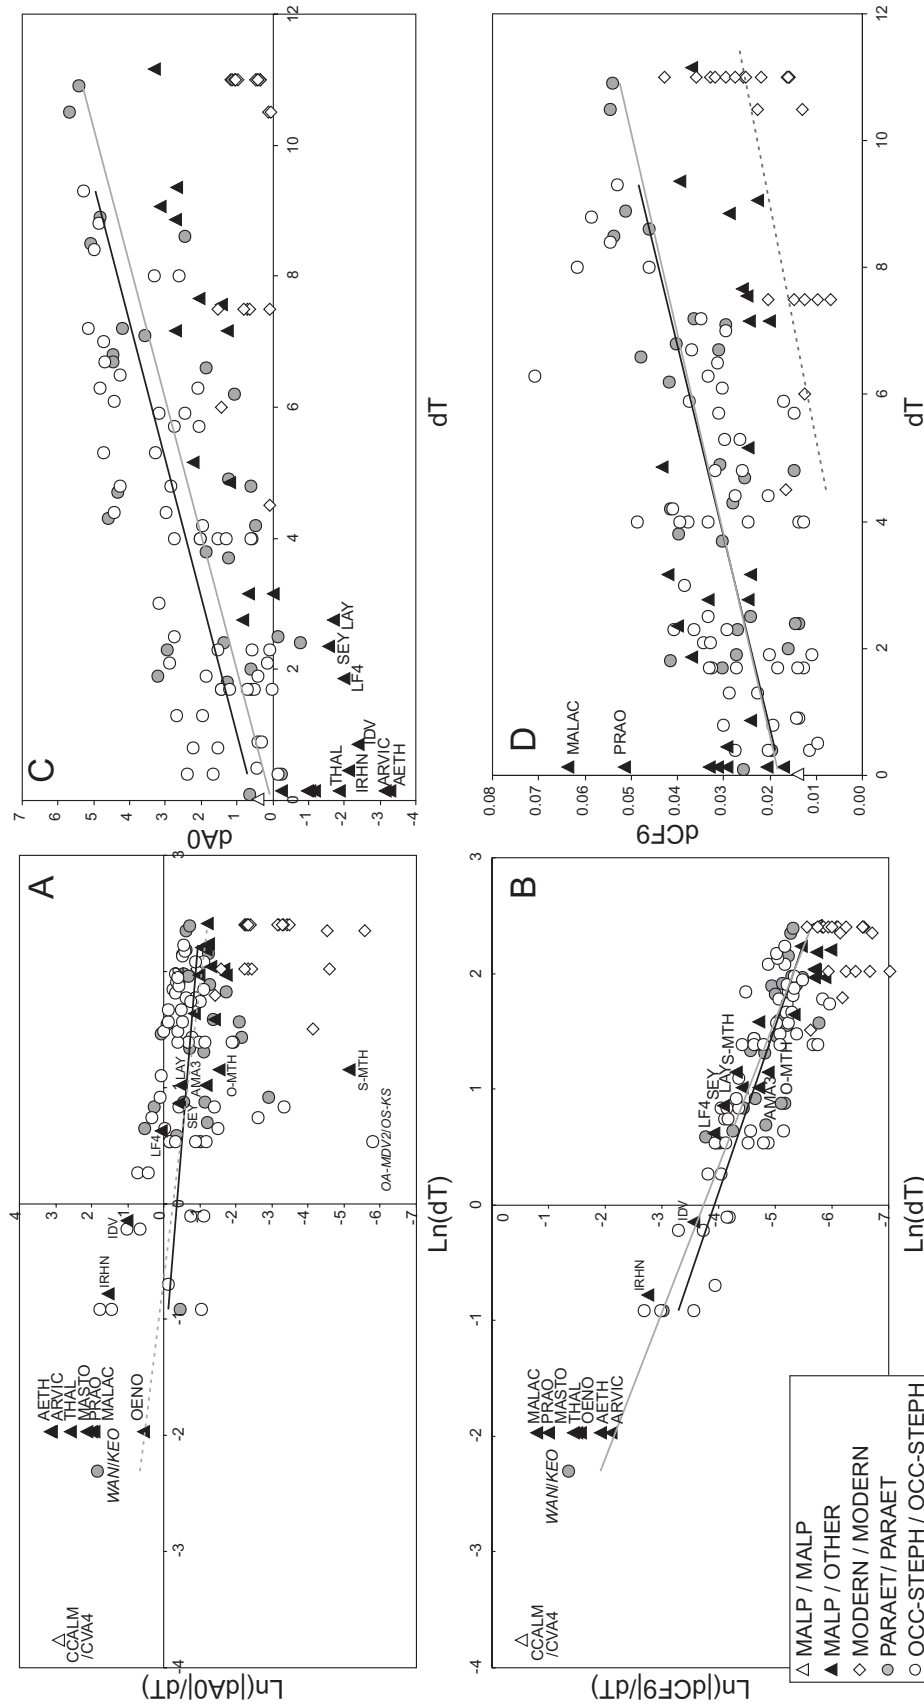 A
Ln(|dA0|/dT)
4
3
2
1
0
-1
-2
-3
-4
-5
-6
-7
-4
-3
-2
-1
0
1
2
3
Ln(dT)
CCALM
/CVA4
AETH
ARVIC
THAL
MASTO
PRAO
MALAC
WAN/KEO
OENO
IRHN
IDV
LF4
SEY
LAY
AMA3
O-MTH
S-MTH
OA-MDV2/OS-KS
B
Ln(|dCF9|/dT)
0
-1
-2
-3
-4
-5
-6
-7
-4
-3
-2
-1
0
1
2
3
Ln(dT)
CCALM
/CVA4
MALAC
PRAO
MASTO
THAL
OENO
AETH
ARVIC
WAN/KEO
IRHN
IDV
LF4
SEY
LAY
S-MTH
AMA3
O-MTH
MALP / MALP
MALP / OTHER
MODERN / MODERN
PARAET/ PARAET
OCC-STEPH / OCC-STEPH
C
dA0
7
6
5
4
3
2
1
0
-1
-2
-3
-4
0
2
4
6
8
10
12
dT
THAL
IRHN
IDV
ARVIC
AETH
LF4
SEY
LAY
D
dCF9
0.08
0.07
0.06
0.05
0.04
0.03
0.02
0.01
0.00
0
2
4
6
8
10
12
dT
MALAC
PRAO